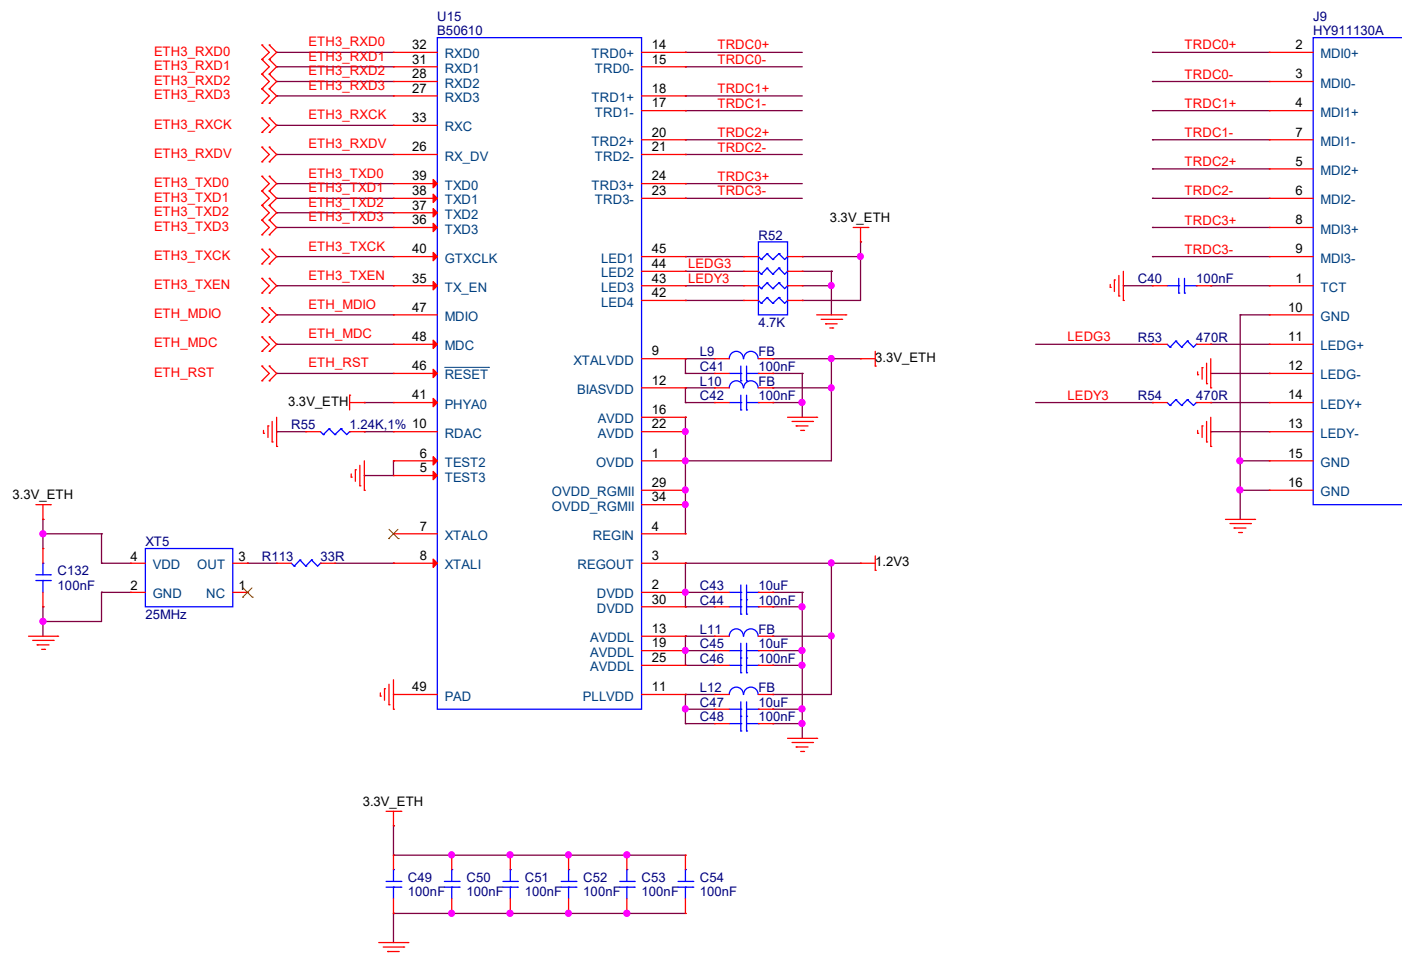 U15
B50610
J9
HY911130A
ETH3_RXD0 ETH3_RXD0 32 RXD0 TRD0+ 14 TRDC0+ TRDC0+ 2 MDI0+
ETH3_RXD1 ETH3_RXD1 31 RXD1 TRD0- 15 TRDC0-
ETH3_RXD2 ETH3_RXD2 28 RXD2 TRDC0- 3 MDI0-
ETH3_RXD3 ETH3_RXD3 27 RXD3 TRD1+ 18 TRDC1+
TRD1- 17 TRDC1- TRDC1+ 4 MDI1+
ETH3_RXCK ETH3_RXCK 33 RXC
TRD2+ 20 TRDC2+ TRDC1- 7 MDI1-
ETH3_RXDV ETH3_RXDV 26 RX_DV TRD2- 21 TRDC2-
TRDC2+ 5 MDI2+
ETH3_TXD0 ETH3_TXD0 39 TXD0 TRD3+ 24 TRDC3+
ETH3_TXD1 ETH3_TXD1 38 TXD1 TRD3- 23 TRDC3- TRDC2- 6 MDI2-
ETH3_TXD2 ETH3_TXD2 37 TXD2
ETH3_TXD3 ETH3_TXD3 36 TXD3 3.3V_ETH TRDC3+ 8 MDI3+
R52
ETH3_TXCK ETH3_TXCK 40 GTXCLK LED1 45 TRDC3- 9 MDI3-
LED2 44 LEDG3
ETH3_TXEN ETH3_TXEN 35 TX_EN LED3 43 LEDY3 C40 100nF 1 TCT
LED4 42
ETH_MDIO ETH_MDIO 47 MDIO 4.7K 10 GND
ETH_MDC ETH_MDC 48 MDC LEDG3 R53 470R 11 LEDG+
XTALVDD 9 L9 FB 3.3V_ETH
ETH_RST ETH_RST 46 RESET C41 100nF 12 LEDG-
BIASVDD 12 L10 FB
3.3V_ETH 41 PHYA0 C42 100nF LEDY3 R54 470R 14 LEDY+
AVDD 16
R55 1.24K,1% 10 RDAC AVDD 22 13 LEDY-
6 TEST2 OVDD 1 15 GND
5 TEST3
OVDD_RGMII 29 16 GND
3.3V_ETH OVDD_RGMII 34
7 XTALO REGIN 4
XT5
4 VDD OUT 3 R113 33R 8 XTALI REGOUT 3 1.2V3
C132
100nF
2 GND NC 1 DVDD 2 C43 10uF
25MHz DVDD 30 C44 100nF
AVDDL 13 L11 FB
AVDDL 19 C45 10uF
AVDDL 25 C46 100nF
49 PAD PLLVDD 11 L12 FB
C47 10uF
C48 100nF
3.3V_ETH
C49 C50 C51 C52 C53 C54
100nF 100nF 100nF 100nF 100nF 100nF